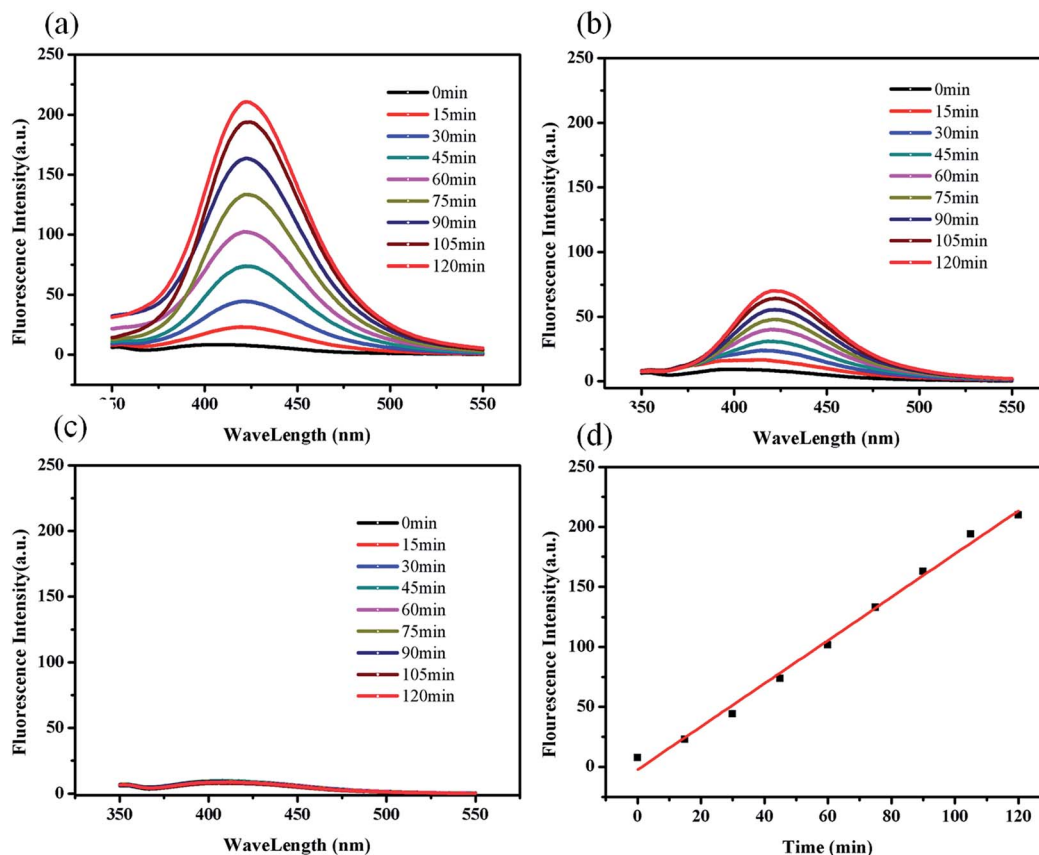 (a)
250
200
150
100
50
0
Fluorescence Intensity(a.u.)
0min
15min
30min
45min
60min
75min
90min
105min
120min
400
450
500
550
WaveLength (nm)
(b)
250
200
150
100
50
0
Fluorescence Intensity(a.u.)
0min
15min
30min
45min
60min
75min
90min
105min
120min
350
400
450
500
550
WaveLength (nm)
(c)
250
200
150
100
50
0
Fluorescence Intensity(a.u.)
0min
15min
30min
45min
60min
75min
90min
105min
120min
350
400
450
500
550
WaveLength (nm)
(d)
250
200
150
100
50
0
Flourescence Intensity(a.u.)
0
20
40
60
80
100
120
Time (min)